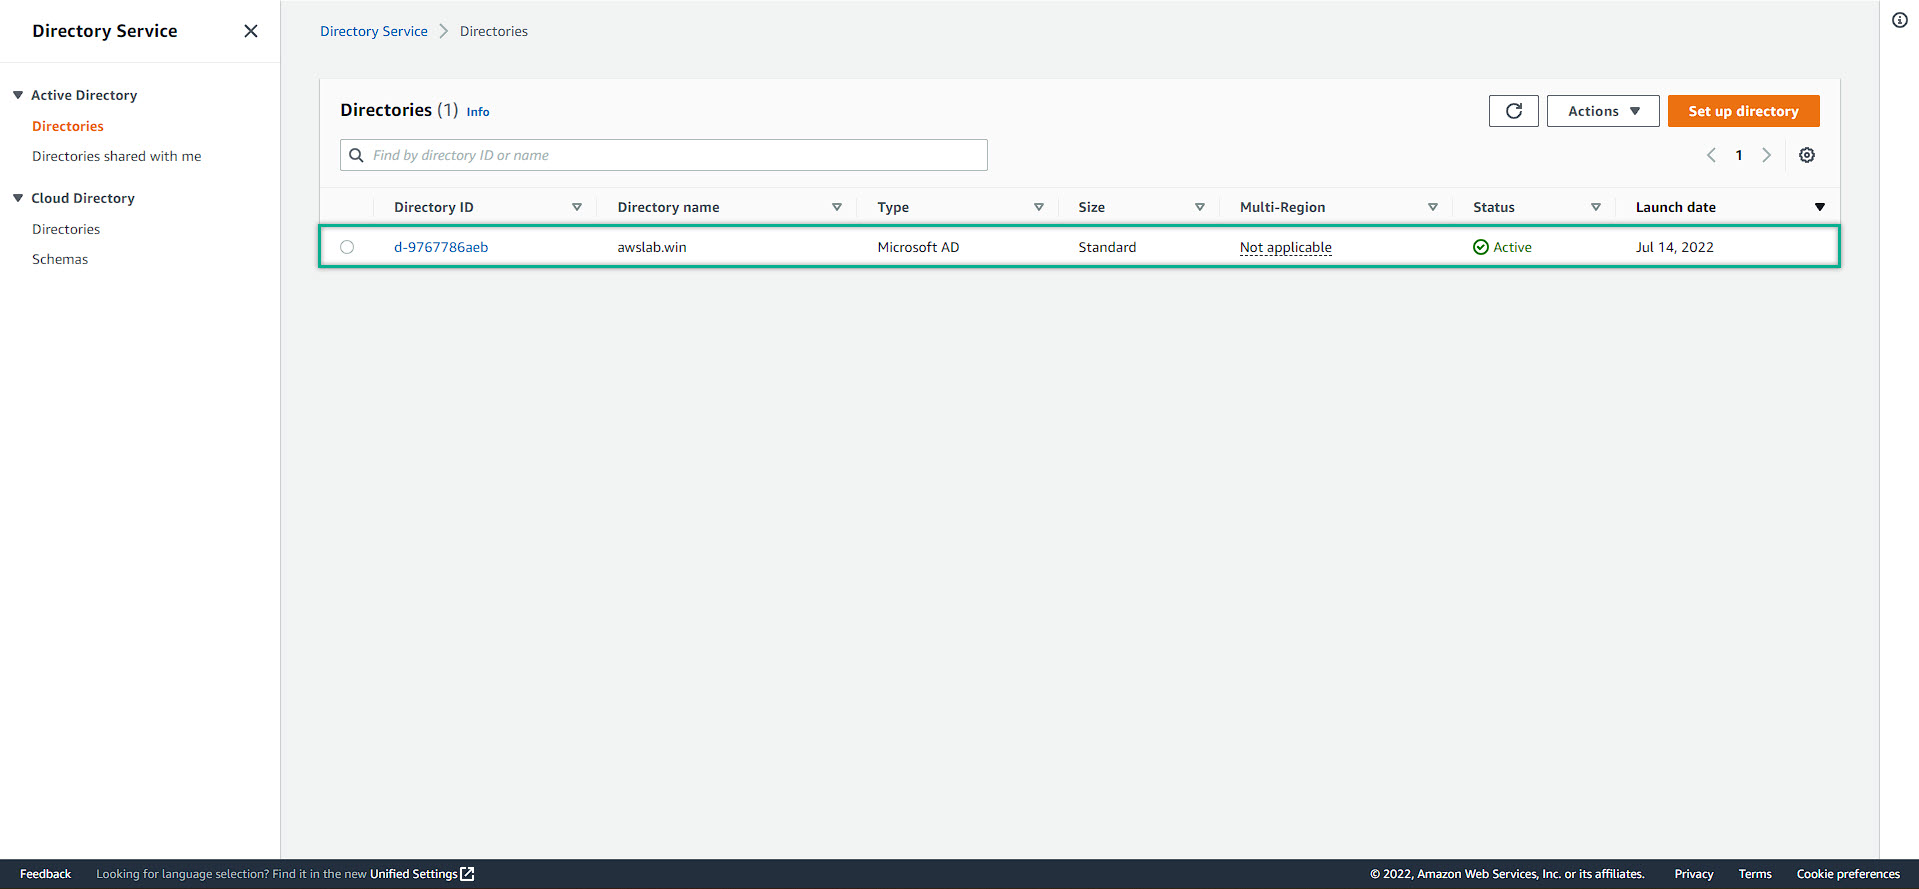 Directory Service
Active Directory
Directories
Directories shared with me
Cloud Directory
Directories
Schemas
Directory Service Directories
Directories (1) Info
Actions
Set up directory
Find by directory ID or name
1
Directory ID Directory name Type Size Multi-Region Status Launch date
d-9767786aeb awslab.win Microsoft AD Standard Not applicable Active Jul 14, 2022
Feedback Looking for language selection? Find it in the new Unified Settings © 2022, Amazon Web Services, Inc. or its affiliates. Privacy Terms Cookie preferences